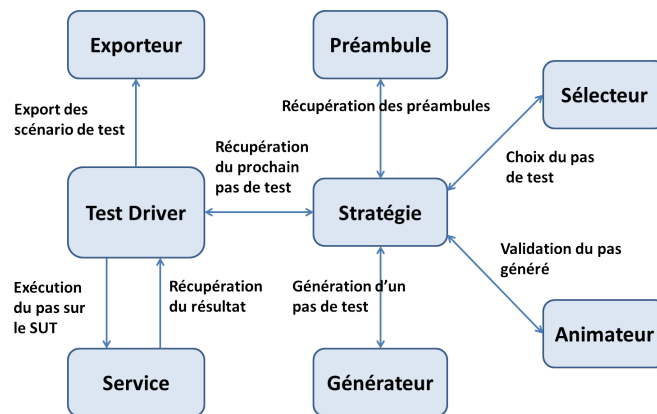 Exporteur
Préambule
Sélecteur
Export des
scénario de test
Récupération des préambules
Récupération
du prochain
pas de test
Choix du pas
de test
Test Driver
Stratégie
Exécution
du pas sur
le SUT
Récupération
du résultat
Génération d'un
pas de test
Validation du pas
généré
Service
Générateur
Animateur